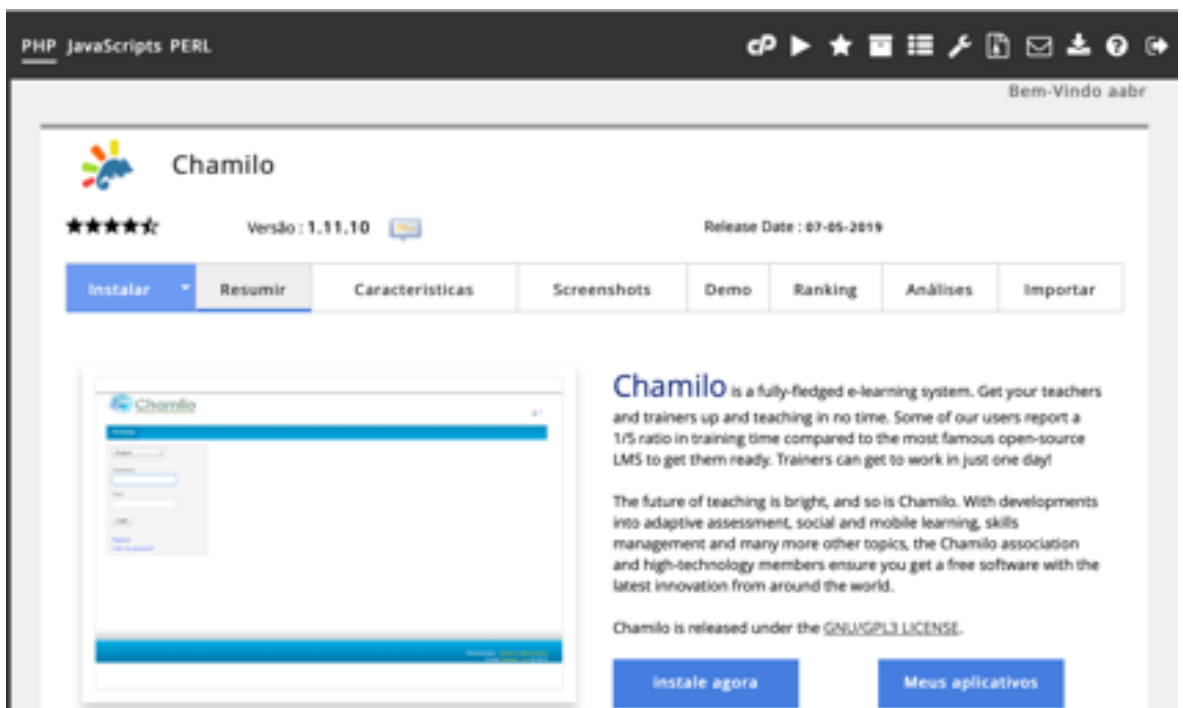 PHP JavaScripts PERL
cP
Bem-Vindo aabr
Chamilo
Versão : 1.11.10
Release Date : 07-05-2019
Instalar
Resumir
Caracteristicas
Screenshots
Demo
Ranking
Análises
Importar
Chamilo
Chamilo is a fully-fledged e-learning system. Get your teachers
and trainers up and teaching in no time. Some of our users report a
1/5 ratio in training time compared to the most famous open-source
LMS to get them ready. Trainers can get to work in just one day!
The future of teaching is bright, and so is Chamilo. With developments
into adaptive assessment, social and mobile learning, skills
management and many more other topics, the Chamilo association
and high-technology members ensure you get a free software with the
latest innovation from around the world.
Chamilo is released under the GNU/GPL3 LICENSE.
Instale agora
Meus aplicativos